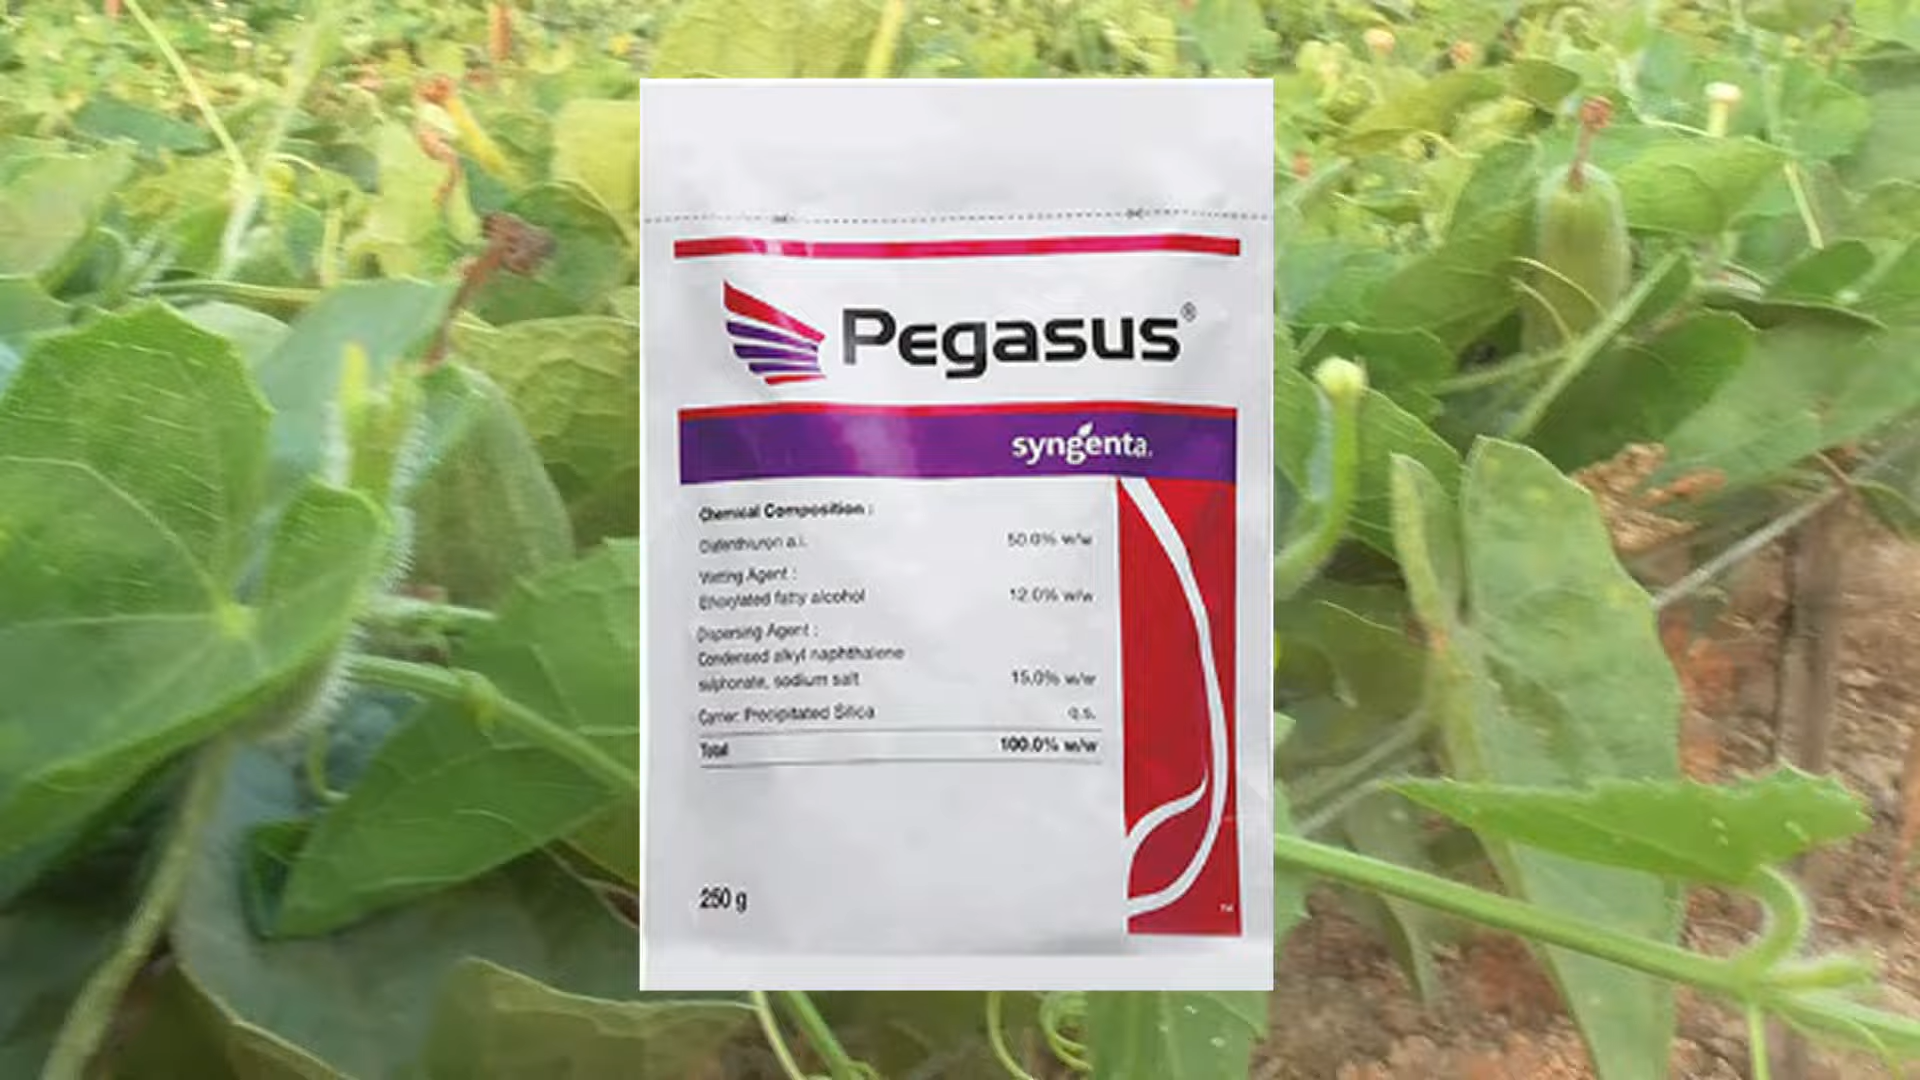 Pegasus®
syngenta®
Chemical Composition :
Diafenthiuron a.i. 50.0% w/w
Wetting Agent :
Ethoxylated fatty alcohol 12.0% w/w
Dispersing Agent :
Condensed alkyl naphthalene
sulphonate, sodium salt 15.0% w/w
Carrier: Precipitated Silica q.s.
Total 100.0% w/w
250 g
TM